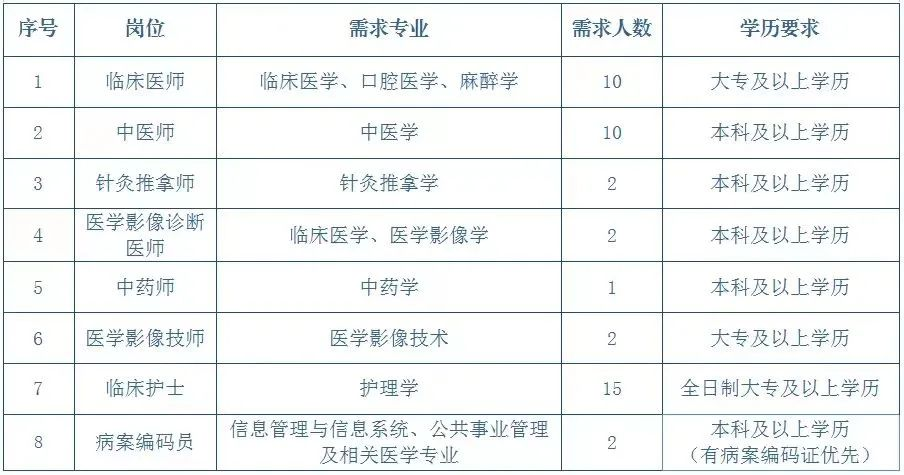 序号 岗位 需求专业 需求人数 学历要求
1 临床医师 临床医学、口腔医学、麻醉学 10 大专及以上学历
2 中医师 中医学 10 本科及以上学历
3 针灸推拿师 针灸推拿学 2 本科及以上学历
4 医学影像诊断医师 临床医学、医学影像学 2 本科及以上学历
5 中药师 中药学 1 本科及以上学历
6 医学影像技师 医学影像技术 2 大专及以上学历
7 临床护士 护理学 15 全日制大专及以上学历
8 病案编码员 信息管理与信息系统、公共事业管理及相关医学专业 2 本科及以上学历（有病案编码证优先）